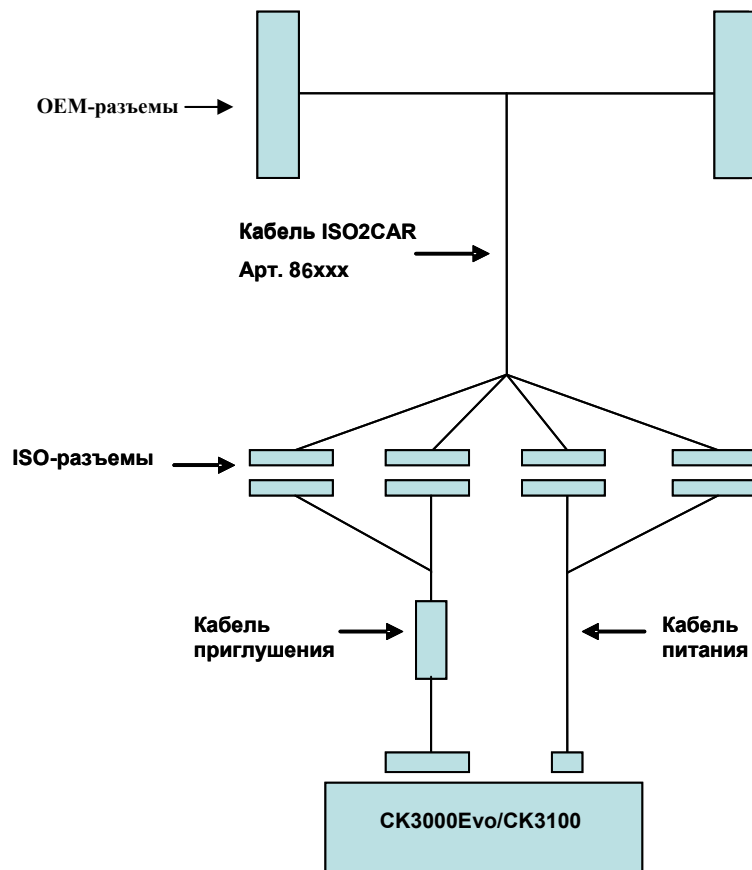 OEM-разъемы
Кабель ISO2CAR
Арт. 86xxx
ISO-разъемы
Кабель
приглушения
Кабель
питания
CK3000Evo/CK3100